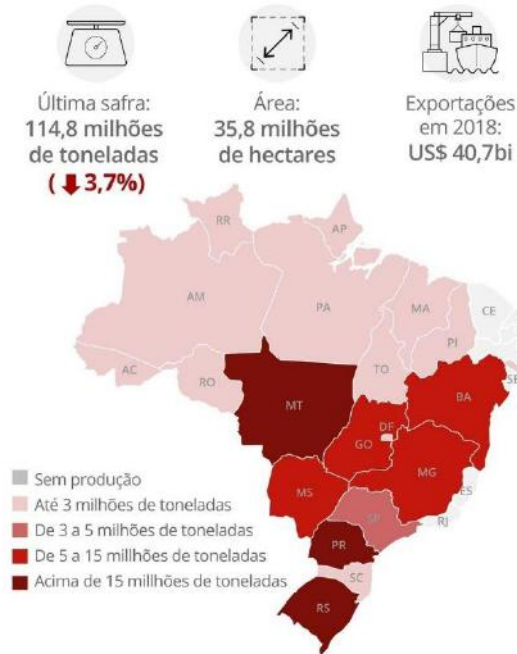 Última safra:
114,8 milhões
de toneladas
(3,7%)
Área:
35,8 milhões
de hectares
Exportações
em 2018:
US$ 40,7bi
RR
AP
AM
PA
MA
CE
PI
AC
RO
TO
SE
MT
BA
DF
GO
MG
MS
ES
SP
RJ
PR
SC
RS
Sem produção
Até 3 milhões de toneladas
De 3 a 5 milhões de toneladas
De 5 a 15 millhões de toneladas
Acirna de 15 millhões de toneladas